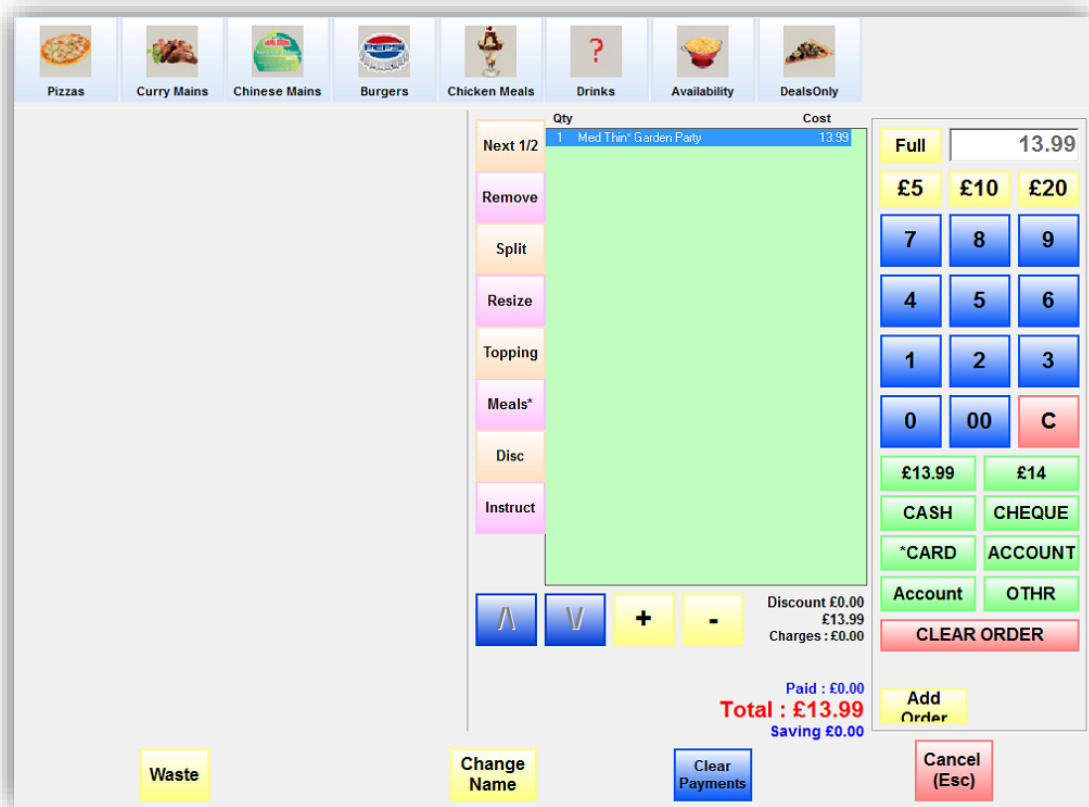 Pizzas
Curry Mains
Chinese Mains
PEPSI
Burgers
Chicken Meals
?
Drinks
Availability
DealsOnly
Qty Cost
1 Med Thin* Garden Party 13.99
Next 1/2
Remove
Split
Resize
Topping
Meals*
Disc
Instruct
/\ \/ + -
Discount £0.00
£13.99
Charges : £0.00
Paid : £0.00
Total : £13.99
Saving £0.00
Full 13.99
£5 £10 £20
7 8 9
4 5 6
1 2 3
0 00 C
£13.99 £14
CASH CHEQUE
*CARD ACCOUNT
Account OTHR
CLEAR ORDER
Add
Order
Waste
Change
Name
Clear
Payments
Cancel
(Esc)